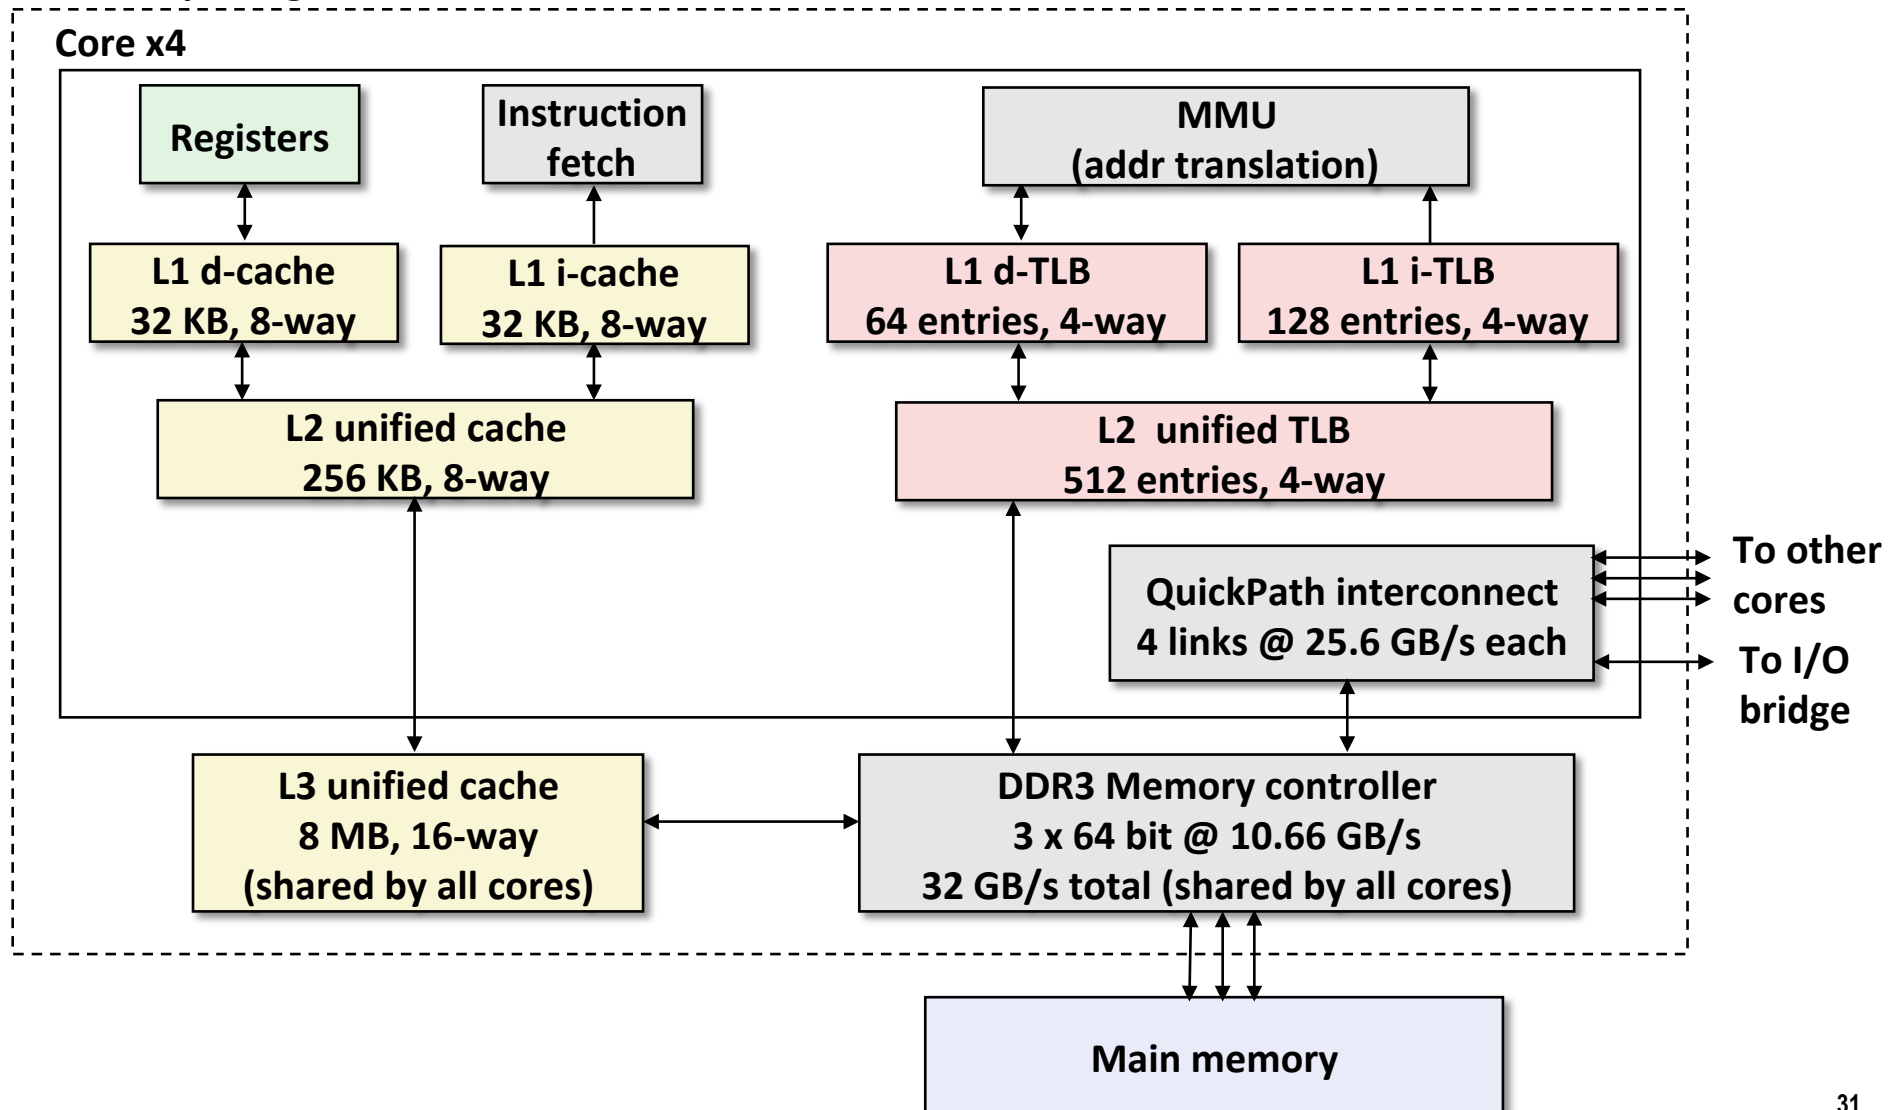 Core x4
Registers
Instruction
fetch
MMU
(addr translation)
L1 d-cache
32 KB, 8-way
L1 i-cache
32 KB, 8-way
L1 d-TLB
64 entries, 4-way
L1 i-TLB
128 entries, 4-way
L2 unified cache
256 KB, 8-way
L2 unified TLB
512 entries, 4-way
QuickPath interconnect
4 links @ 25.6 GB/s each
To other
cores
To I/O
bridge
L3 unified cache
8 MB, 16-way
(shared by all cores)
DDR3 Memory controller
3 x 64 bit @ 10.66 GB/s
32 GB/s total (shared by all cores)
Main memory
31